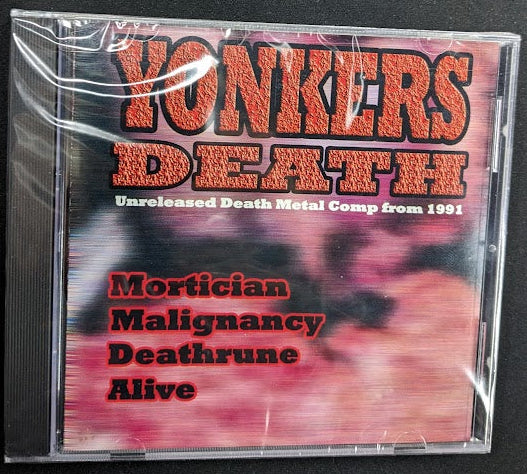 YONKERS
DEATH
Unreleased Death Metal Comp from 1991
Mortician
Malignancy
Deathrune
Alive